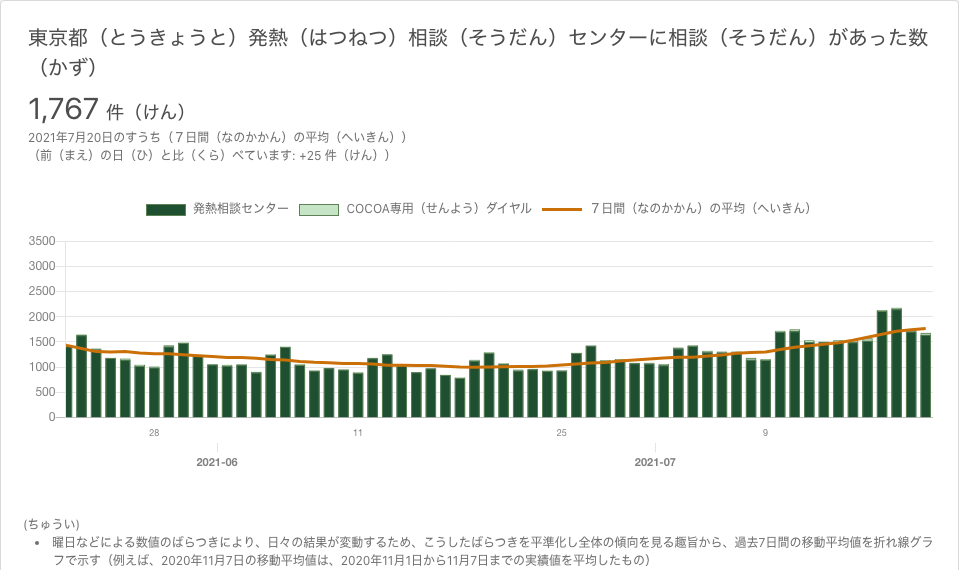 東京都（とうきょうと）発熱（はつねつ）相談（そうだん）センターに相談（そうだん）があった数
（かず）
1,767 件（けん）
2021年7月20日のすうち（７日間（なのかかん）の平均（へいきん））
（前（まえ）の日（ひ）と比（くら）べています: +25 件（けん））
発熱相談センター COCOA専用（せんよう）ダイヤル ７日間（なのかかん）の平均（へいきん）
3500
3000
2500
2000
1500
1000
500
0
28 11 25 9
2021-06 2021-07
(ちゅうい)
• 曜日などによる数値のばらつきにより、日々の結果が変動するため、こうしたばらつきを平準化し全体の傾向を見る趣旨から、過去7日間の移動平均値を折れ線グラ
フで示す（例えば、2020年11月7日の移動平均値は、2020年11月1日から11月7日までの実績値を平均したもの）